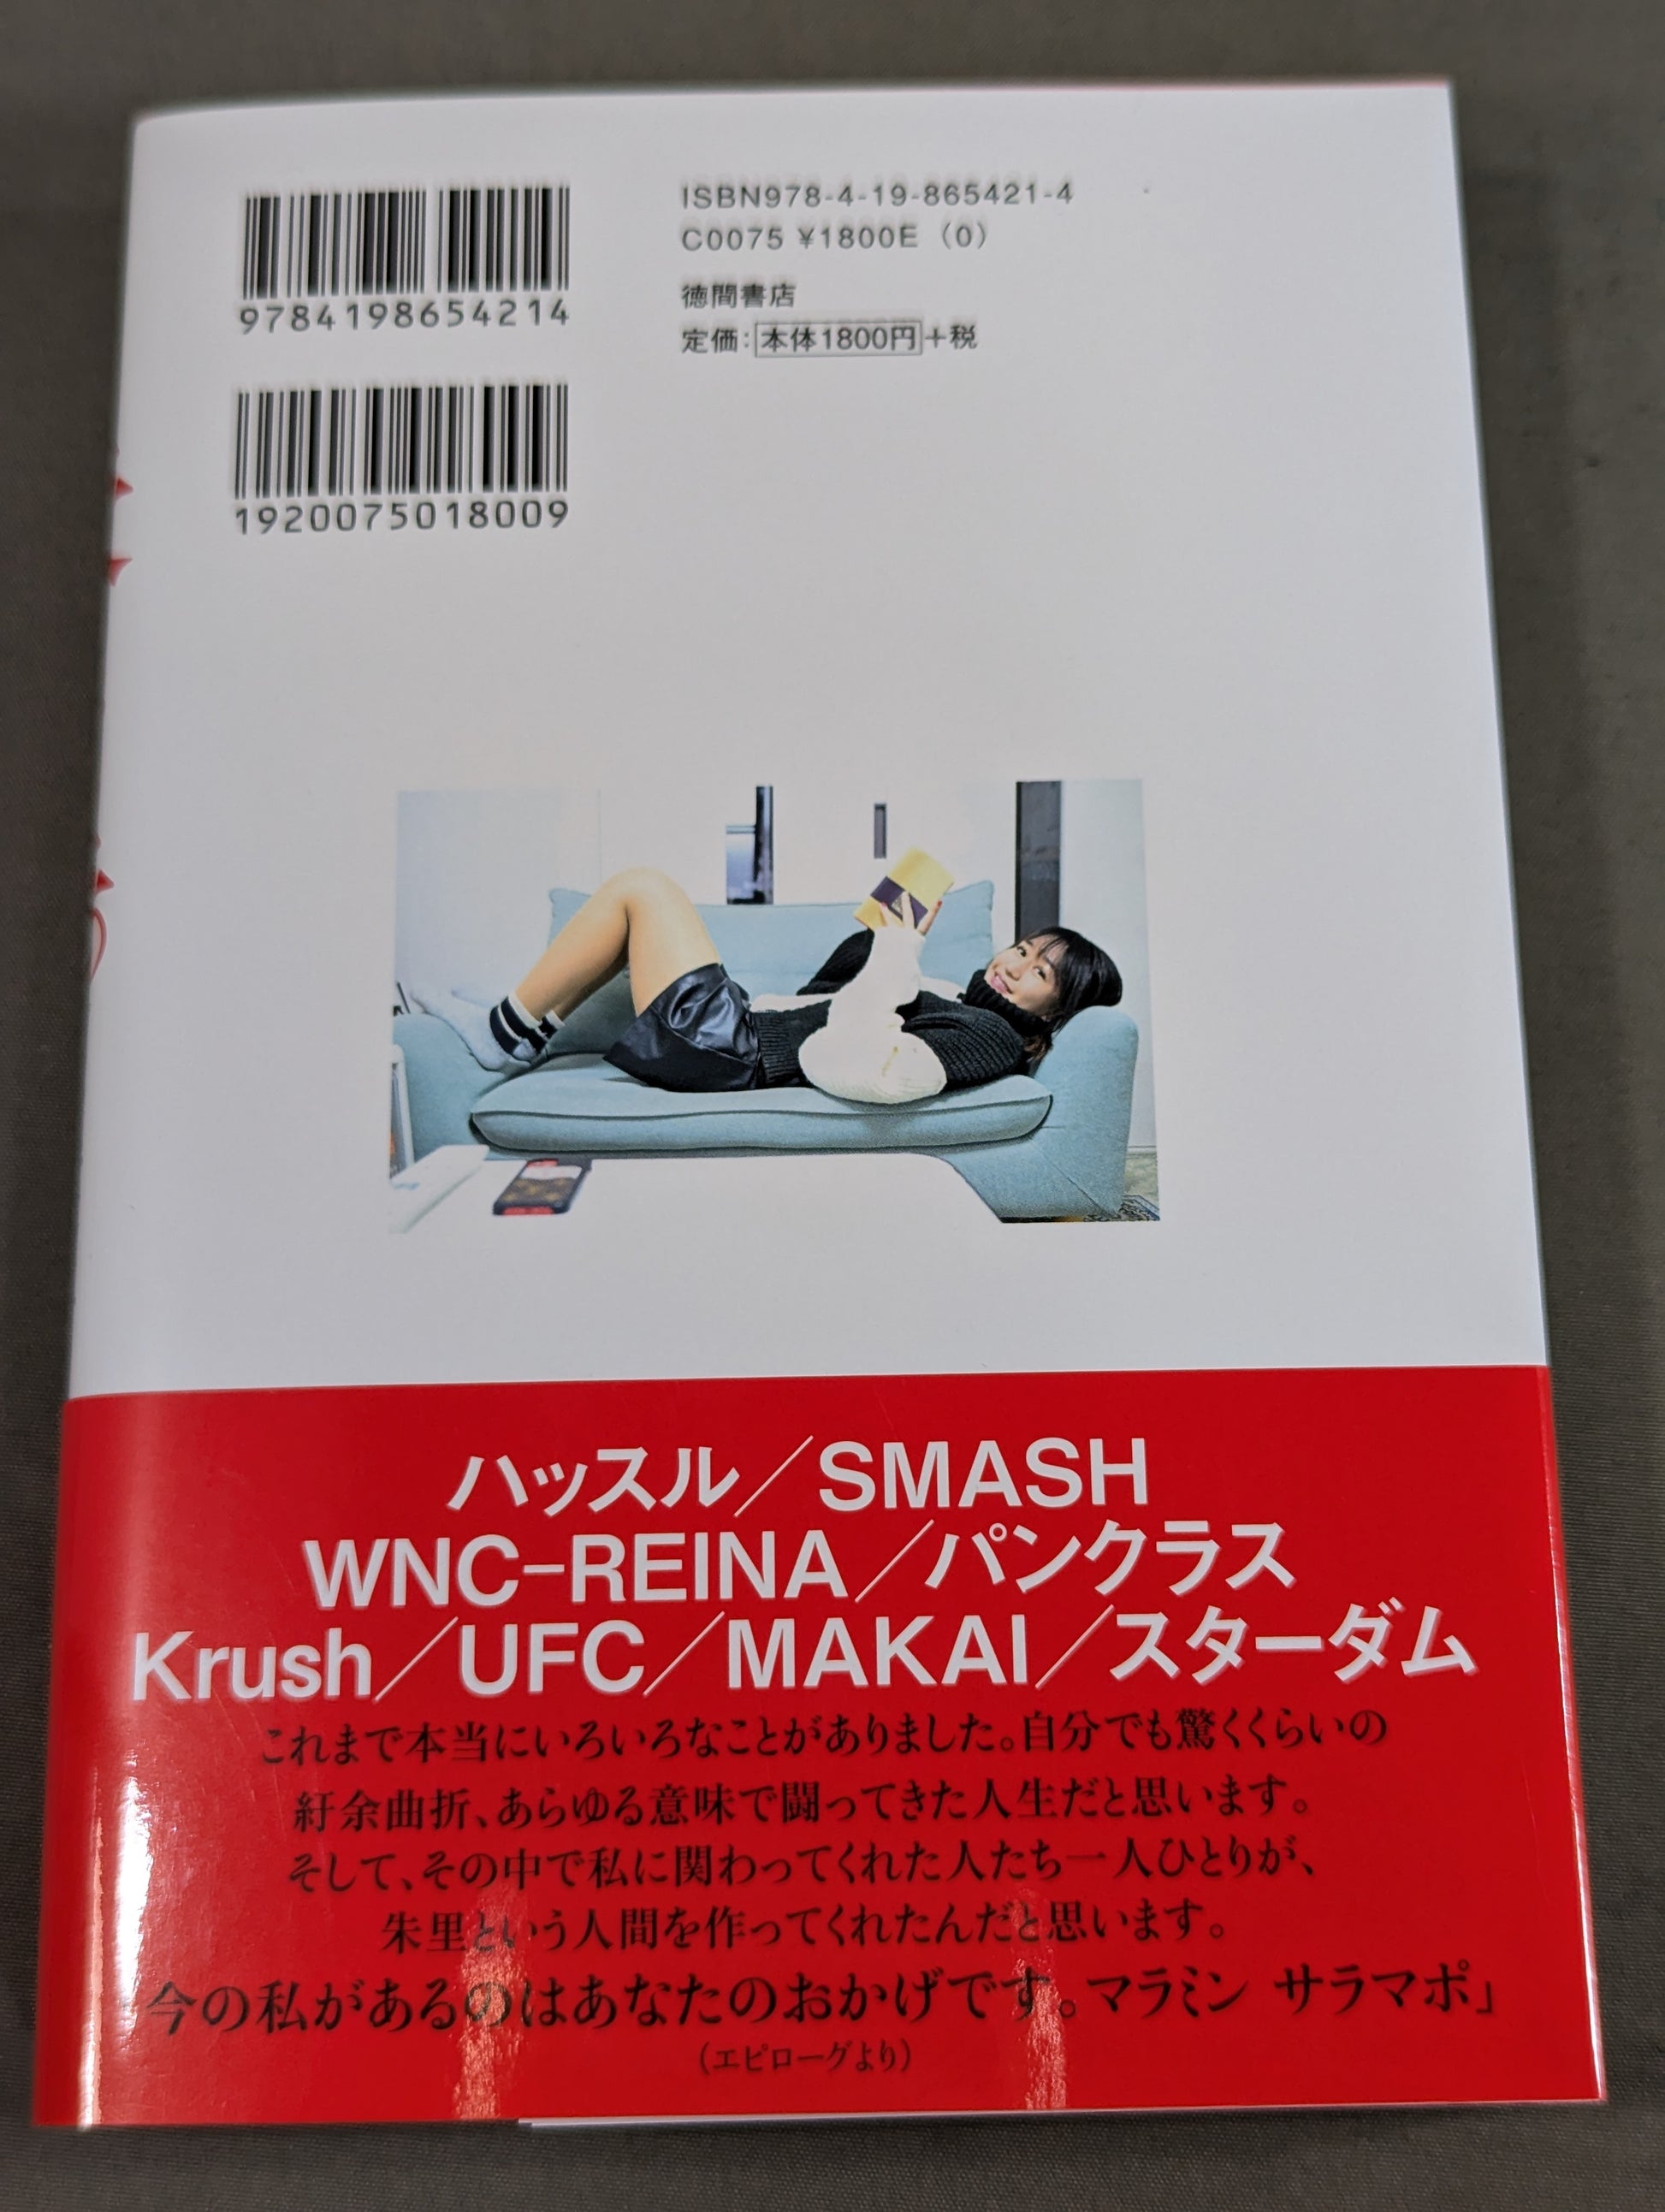 ISBN978-4-19-865421-4
C0075 ¥1800E (0)
徳間書店
定価:本体1800円+税
9784198654214
1920075018009
ハッスル／SMASH
WNC-REINA／パンクラス
Krush／UFC／MAKAI／スターダム
これまで本当にいろいろなことがありました。自分でも驚くくらいの
紆余曲折、あらゆる意味で闘ってきた人生だと思います。
そして、その中で私に関わってくれた人たち一人ひとりが、
朱里という人間を作ってくれたんだと思います。
今の私があるのはあなたのおかげです。マラミン サラマポ」
(エピローグより)